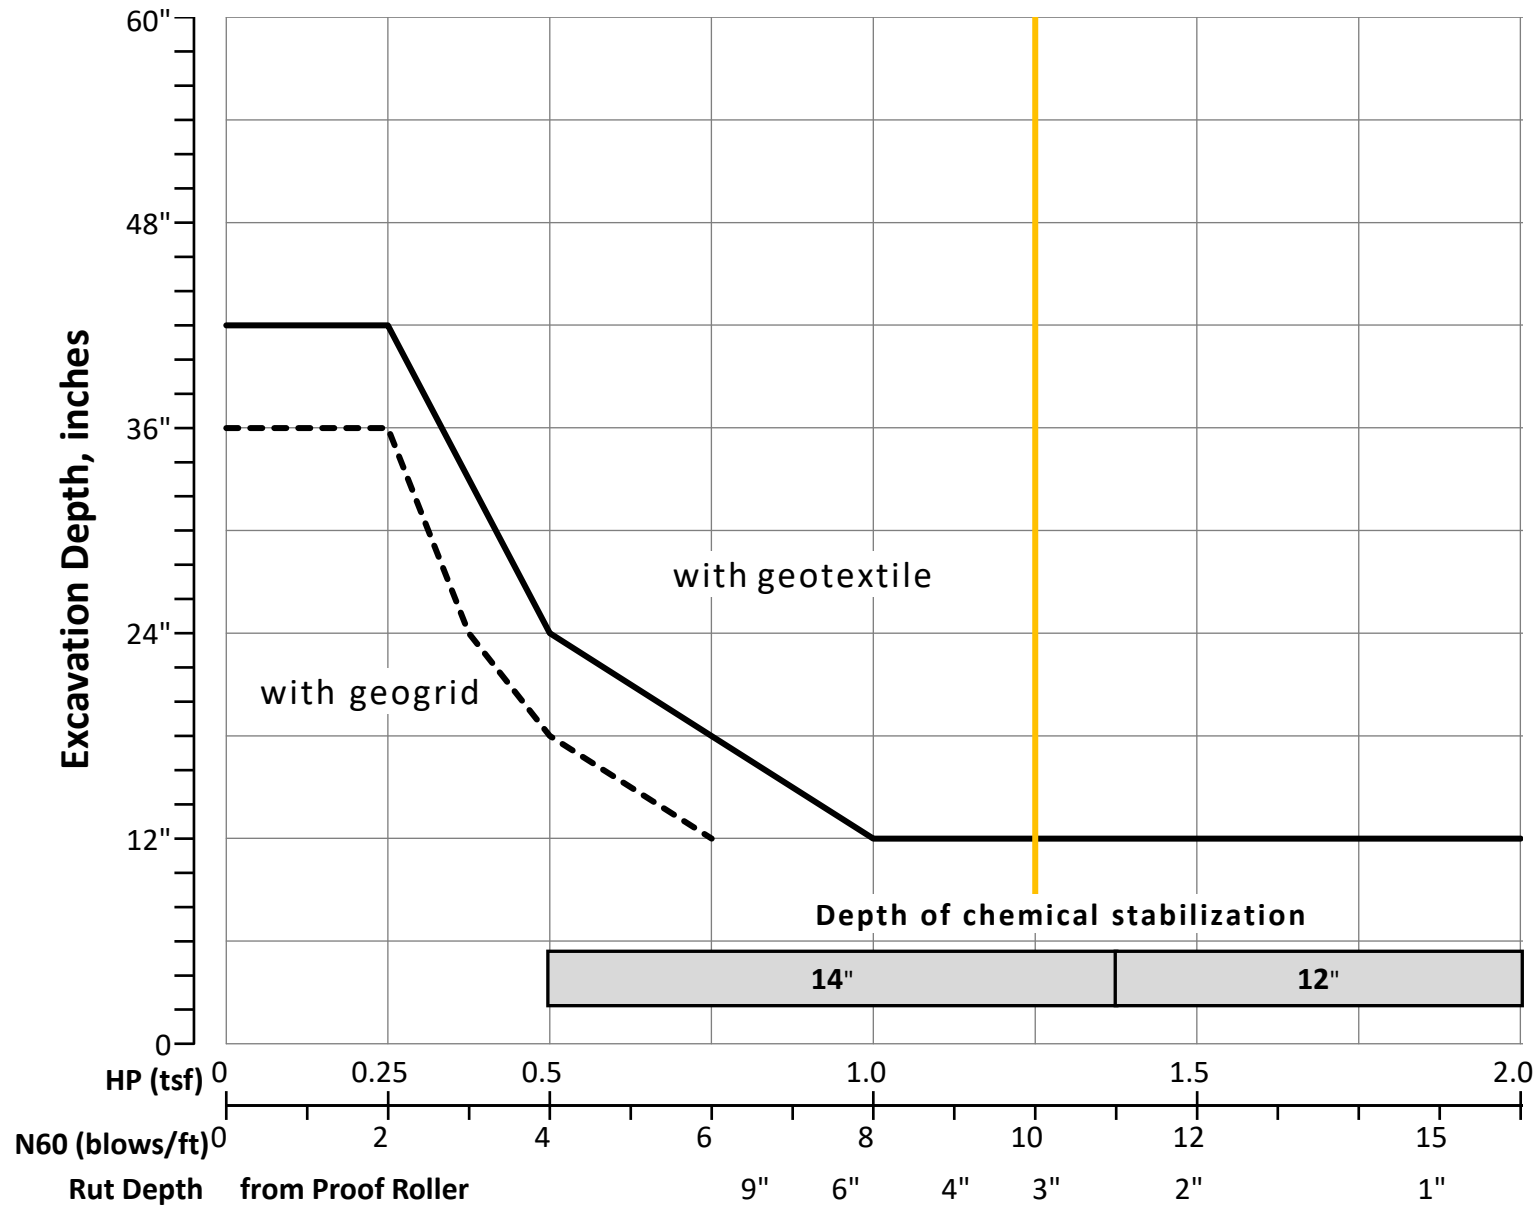 60"
48"
36"
24"
12"
0
Excavation Depth, inches
with geotextile
with geogrid
Depth of chemical stabilization
14" 12"
HP (tsf) 0 0.25 0.5 1.0 1.5 2.0
N60 (blows/ft) 0 2 4 6 8 10 12 15
Rut Depth from Proof Roller 9" 6" 4" 3" 2" 1"